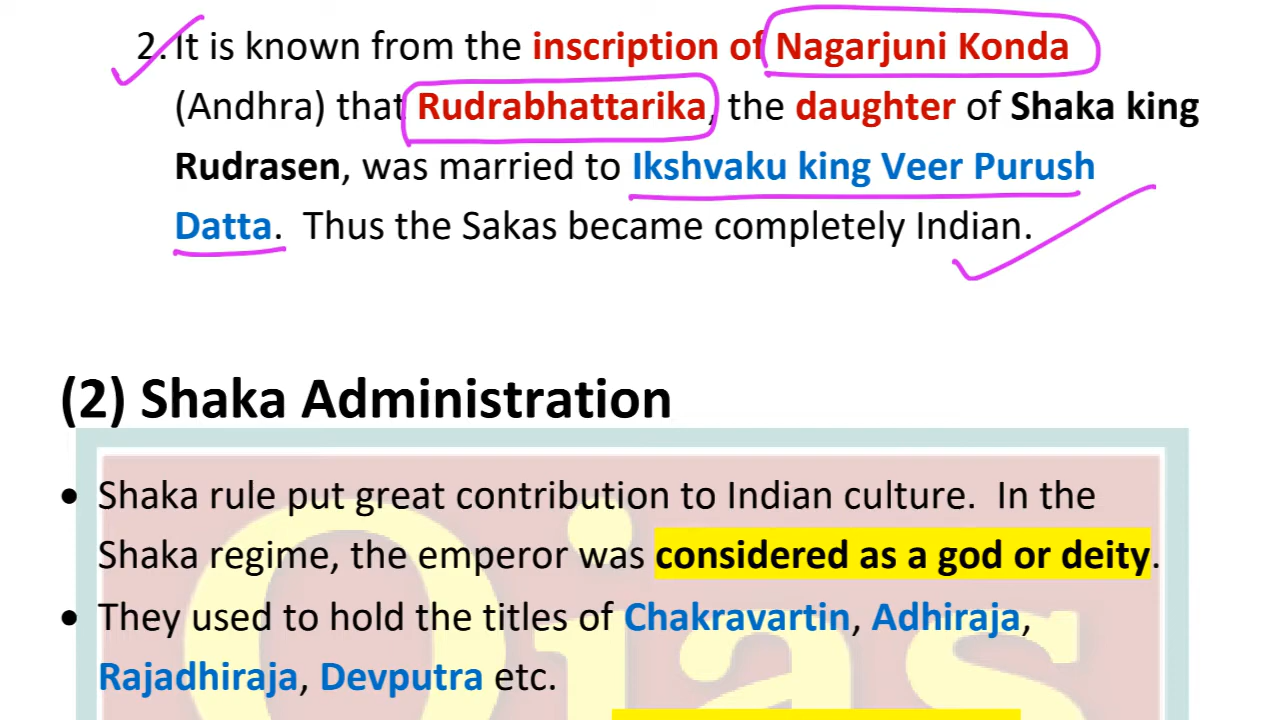 2. It is known from the inscription of Nagarjuni Konda
(Andhra) that Rudrabhattarika, the daughter of Shaka king
Rudrasen, was married to Ikshvaku king Veer Purush
Datta. Thus the Sakas became completely Indian.
(2) Shaka Administration
• Shaka rule put great contribution to Indian culture. In the
Shaka regime, the emperor was considered as a god or deity.
• They used to hold the titles of Chakravartin, Adhiraja,
Rajadhiraja, Devputra etc.
Ojas